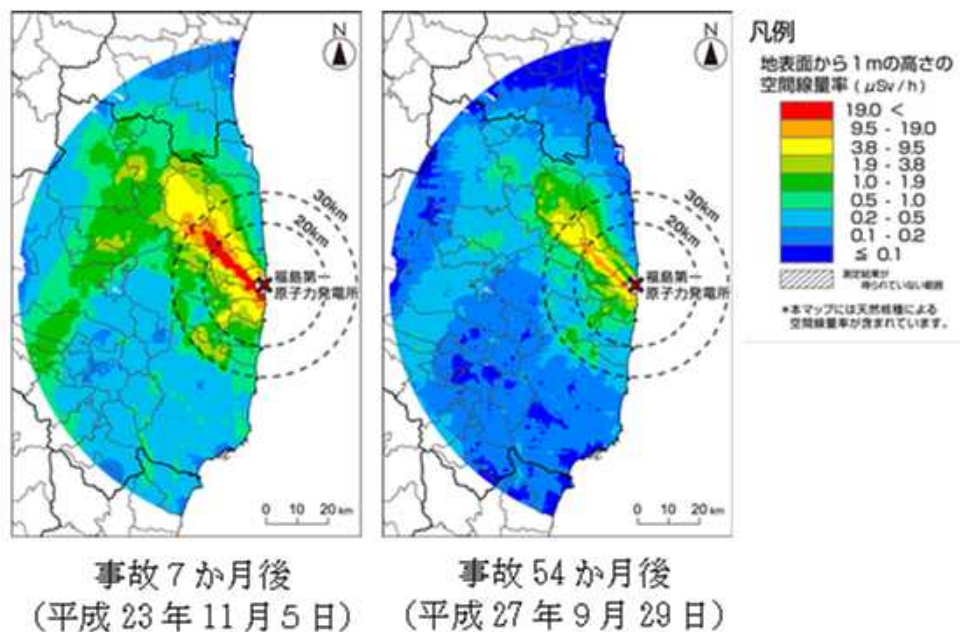 N
30km
20km
福島第一
原子力発電所
0 10 20 km
事故7か月後
(平成23年11月5日)
N
30km
20km
福島第一
原子力発電所
0 10 20 km
事故54か月後
(平成27年9月29日)
凡例
地表面から1mの高さの
空間線量率 (μSv/h)
19.0 <
9.5 - 19.0
3.8 - 9.5
1.9 - 3.8
1.0 - 1.9
0.5 - 1.0
0.2 - 0.5
0.1 - 0.2
≦ 0.1
測定結果が
得られていない範囲
*本マップには天然核種による
空間線量率が含まれています。